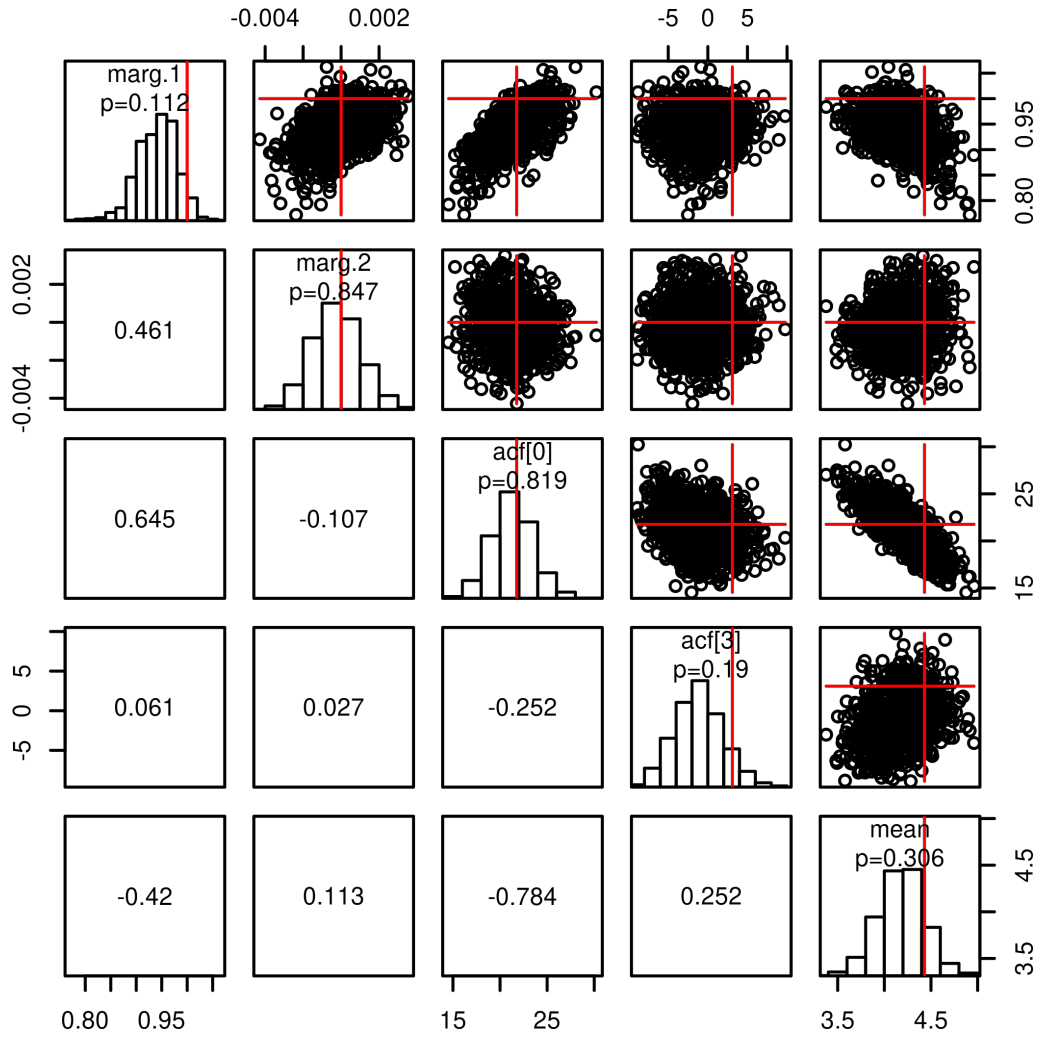 -0.004 0.002
-5 0 5
marg.1
p=0.112
0.80 0.95
-0.004 0.002
0.461
marg.2
p=0.847
0.645
-0.107
acf[0]
p=0.819
15 25
-5 0 5
0.061
0.027
-0.252
acf[3]
p=0.19
-0.42
0.113
-0.784
0.252
mean
p=0.306
3.5 4.5
0.80 0.95
15 25
3.5 4.5